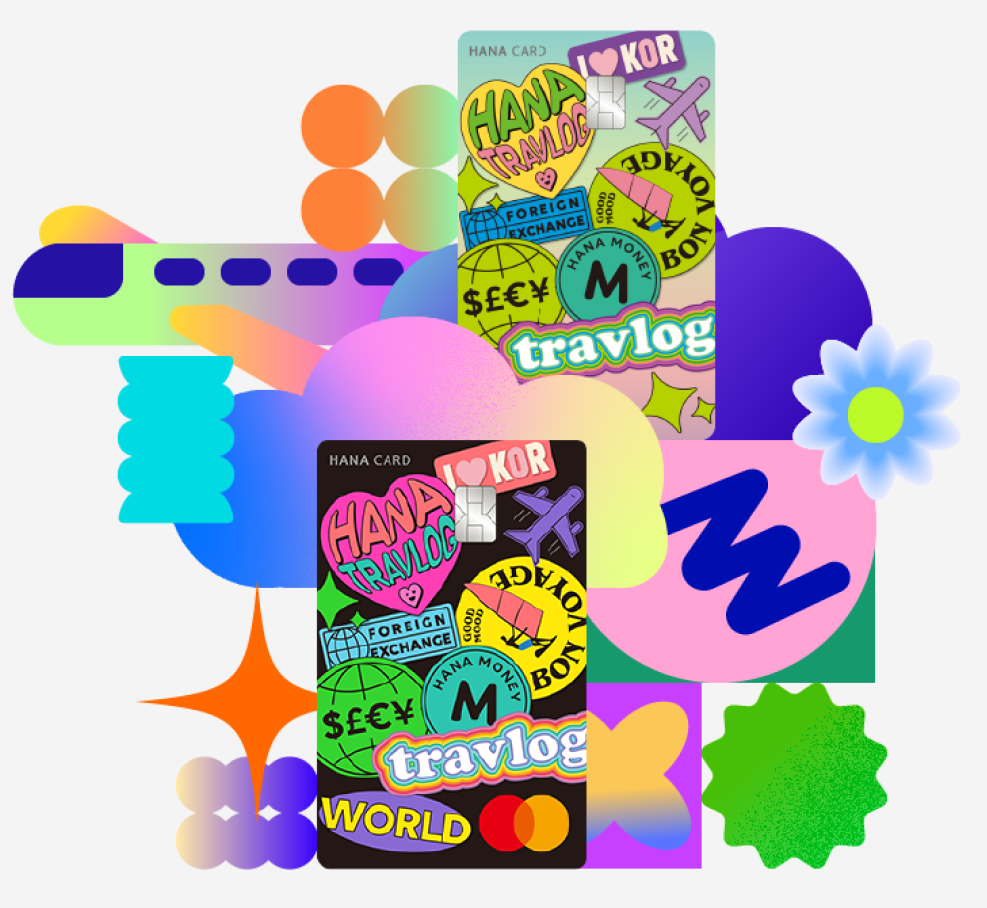 HANA CARD
I KOR
HANA
TRAVLOG
FOREIGN
EXCHANGE
GOOD
MOOD
BON VOYAGE
HANA MONEY
M
$£€¥
travlog
HANA CARD
I KOR
HANA
TRAVLOG
FOREIGN
EXCHANGE
GOOD
MOOD
BON VOYAGE
HANA MONEY
M
$£€¥
travlog
WORLD